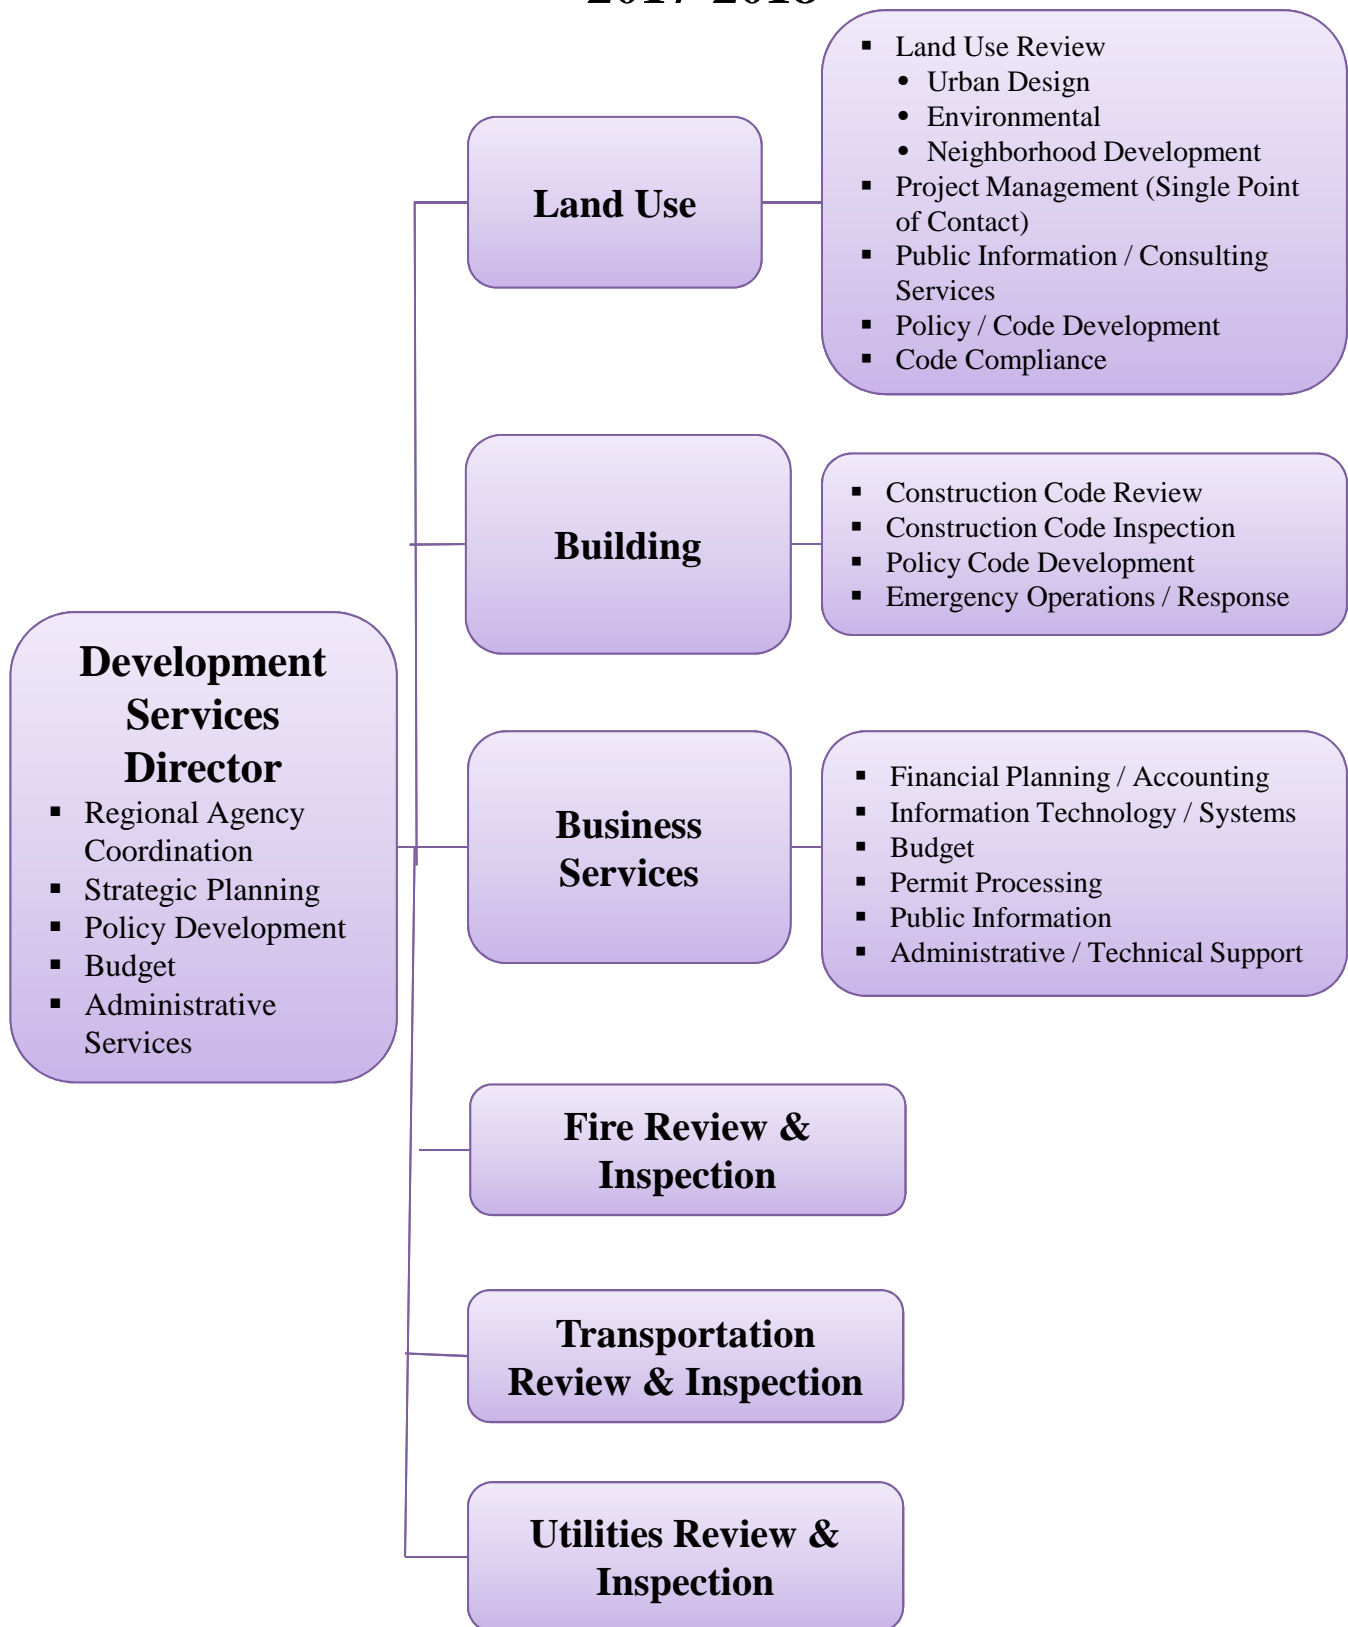 2017-2018
Land Use
▪ Land Use Review
• Urban Design
• Environmental
• Neighborhood Development
▪ Project Management (Single Point
of Contact)
▪ Public Information / Consulting
Services
▪ Policy / Code Development
▪ Code Compliance
Building
▪ Construction Code Review
▪ Construction Code Inspection
▪ Policy Code Development
▪ Emergency Operations / Response
Development
Services
Director
▪ Regional Agency
Coordination
▪ Strategic Planning
▪ Policy Development
▪ Budget
▪ Administrative
Services
Business
Services
▪ Financial Planning / Accounting
▪ Information Technology / Systems
▪ Budget
▪ Permit Processing
▪ Public Information
▪ Administrative / Technical Support
Fire Review &
Inspection
Transportation
Review & Inspection
Utilities Review &
Inspection